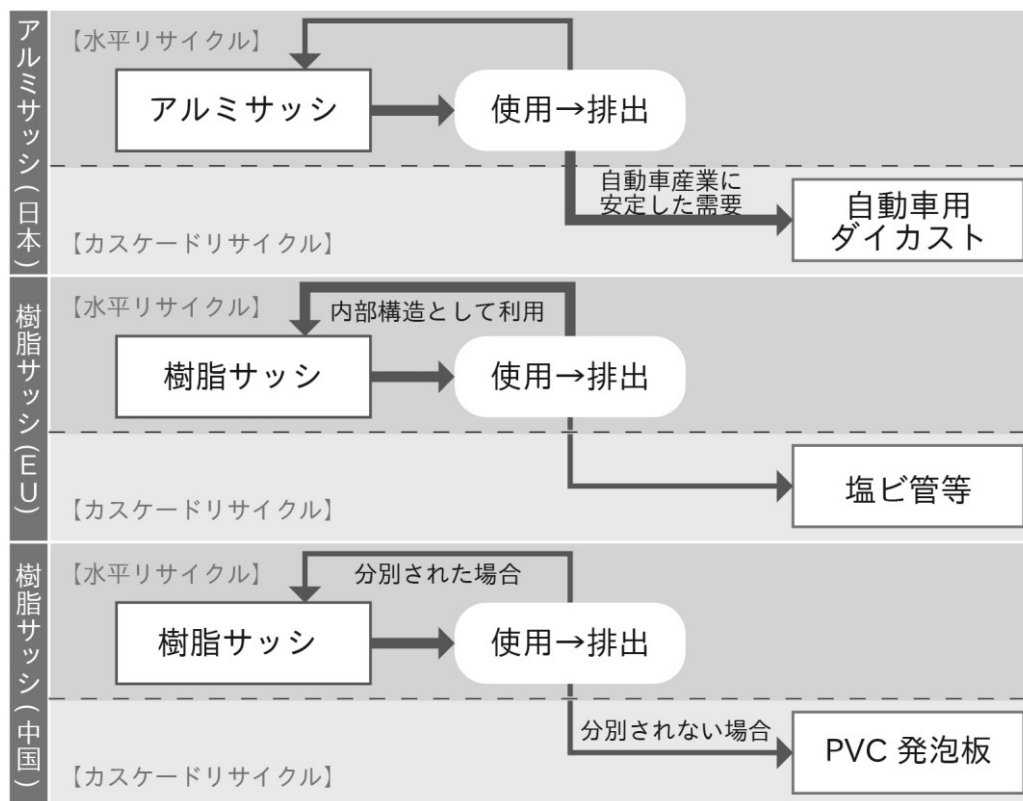 アルミサッシ(日本)
【水平リサイクル】
アルミサッシ
使用→排出
自動車産業に
安定した需要
自動車用
ダイカスト
【カスケードリサイクル】
樹脂サッシ(EU)
【水平リサイクル】
内部構造として利用
樹脂サッシ
使用→排出
塩ビ管等
【カスケードリサイクル】
樹脂サッシ(中国)
【水平リサイクル】
分別された場合
樹脂サッシ
使用→排出
分別されない場合
PVC 発泡板
【カスケードリサイクル】